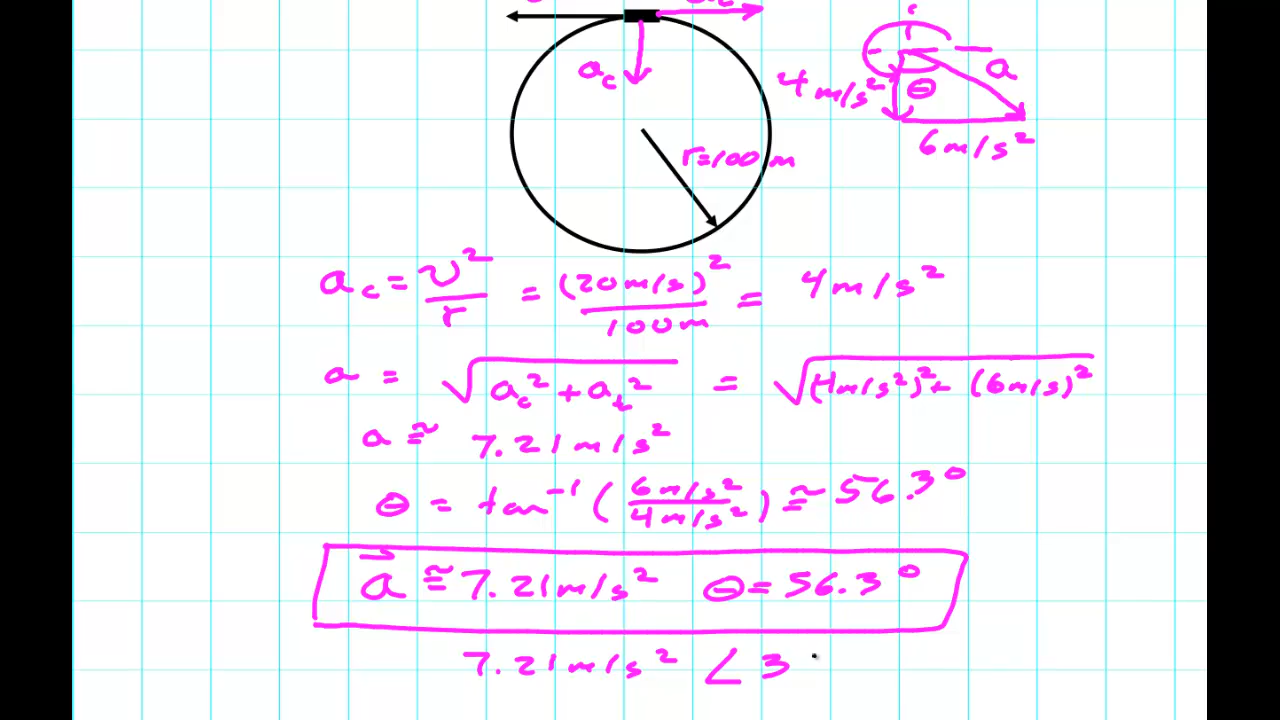 a_c
4 m/s²
θ
a
6 m/s²
r=100 m
a_c = v²/r = (20 m/s)²/100 m = 4 m/s²
a = √(a_c² + a_t²) = √((4 m/s²)² + (6 m/s)²)
a ≅ 7.21 m/s²
θ = tan⁻¹ (6 m/s²/4 m/s²) ≅ 56.3°
a⃗ ≅ 7.21 m/s² θ = 56.3°
7.21 m/s² ∠ 3